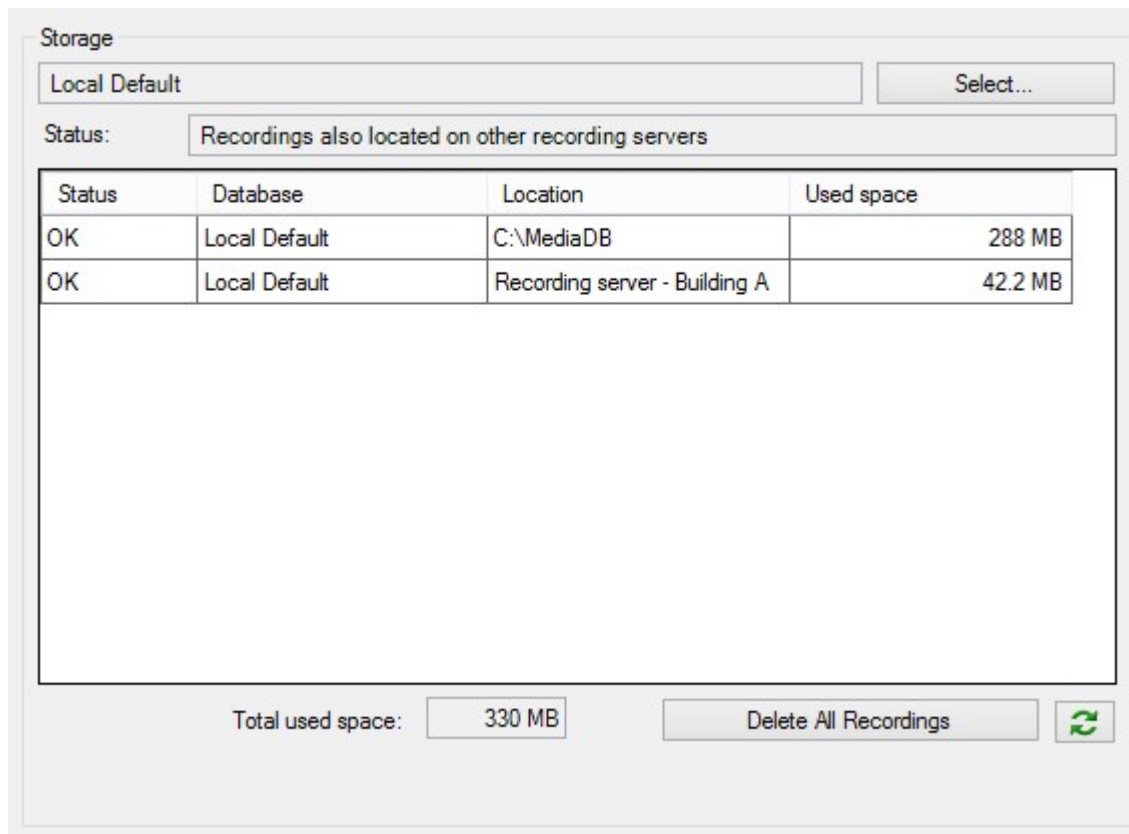 Storage
Local Default Select...
Status: Recordings also located on other recording servers
Status Database Location Used space
OK Local Default C:\MediaDB 288 MB
OK Local Default Recording server - Building A 42.2 MB
Total used space: 330 MB Delete All Recordings